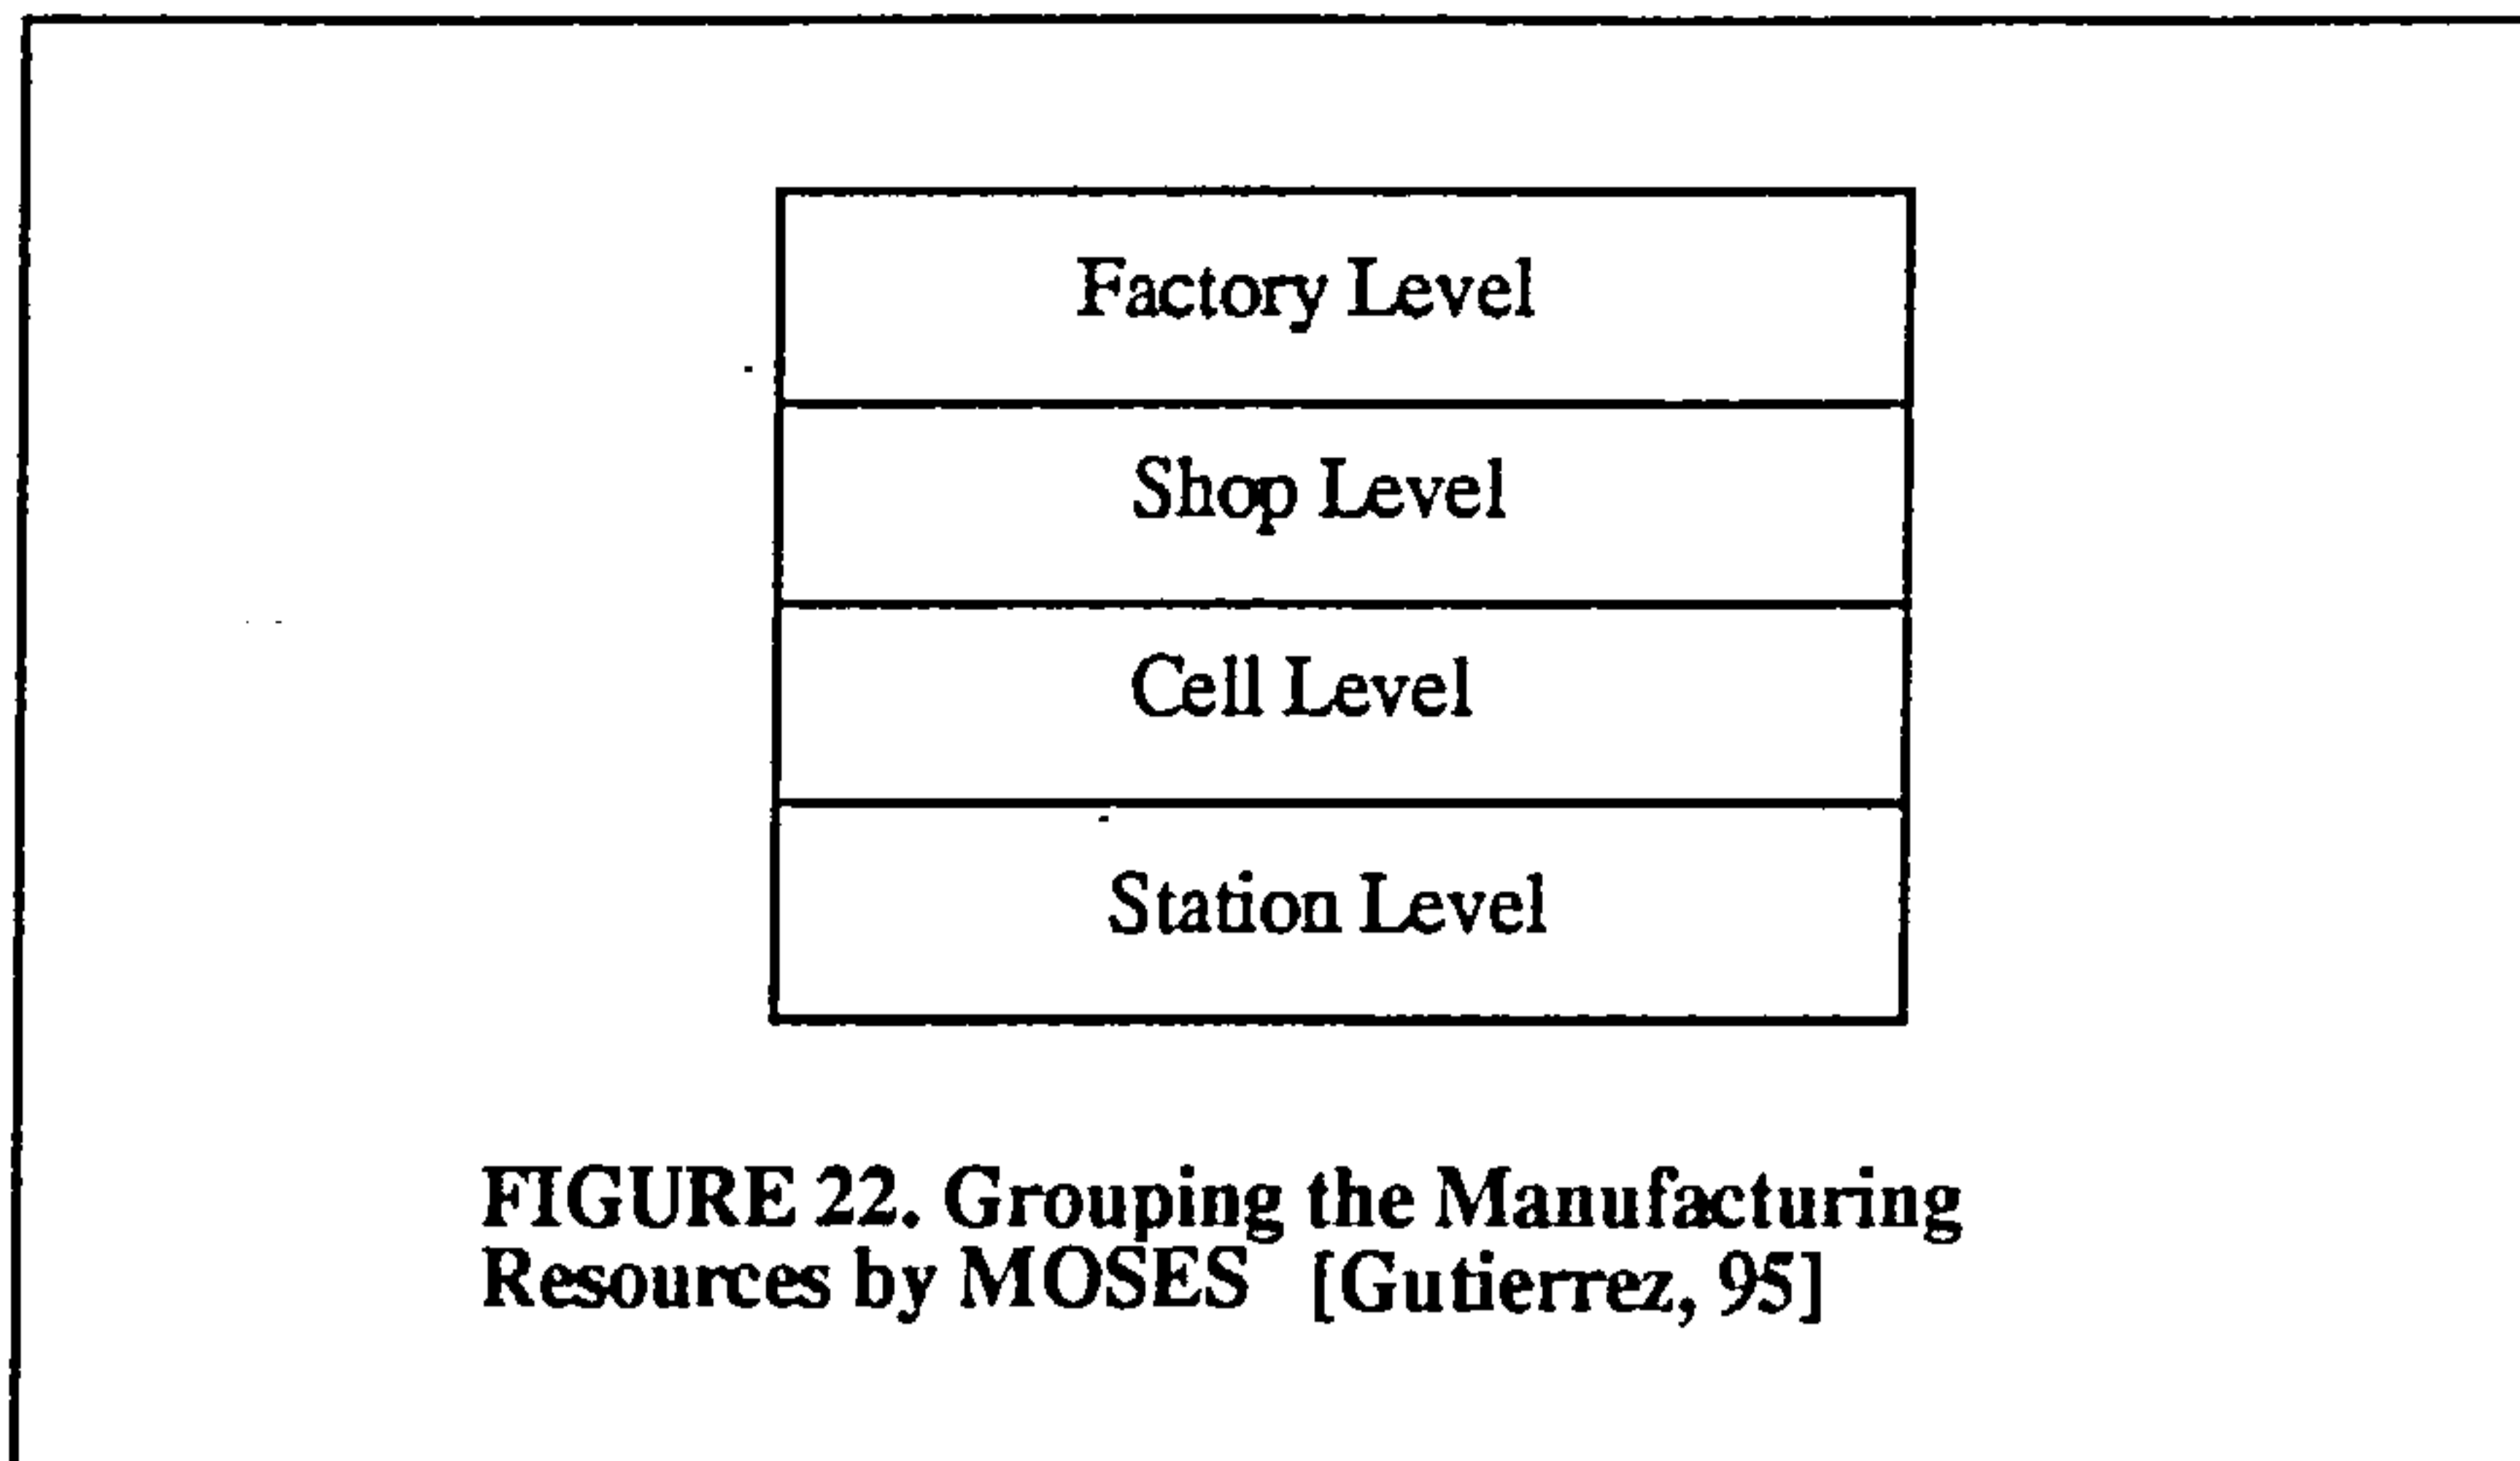 Factory Level
Shop Level
Cell Level
Station Level
FIGURE 22. Grouping the Manufacturing
Resources by MOSES [Gutierrez, 95]